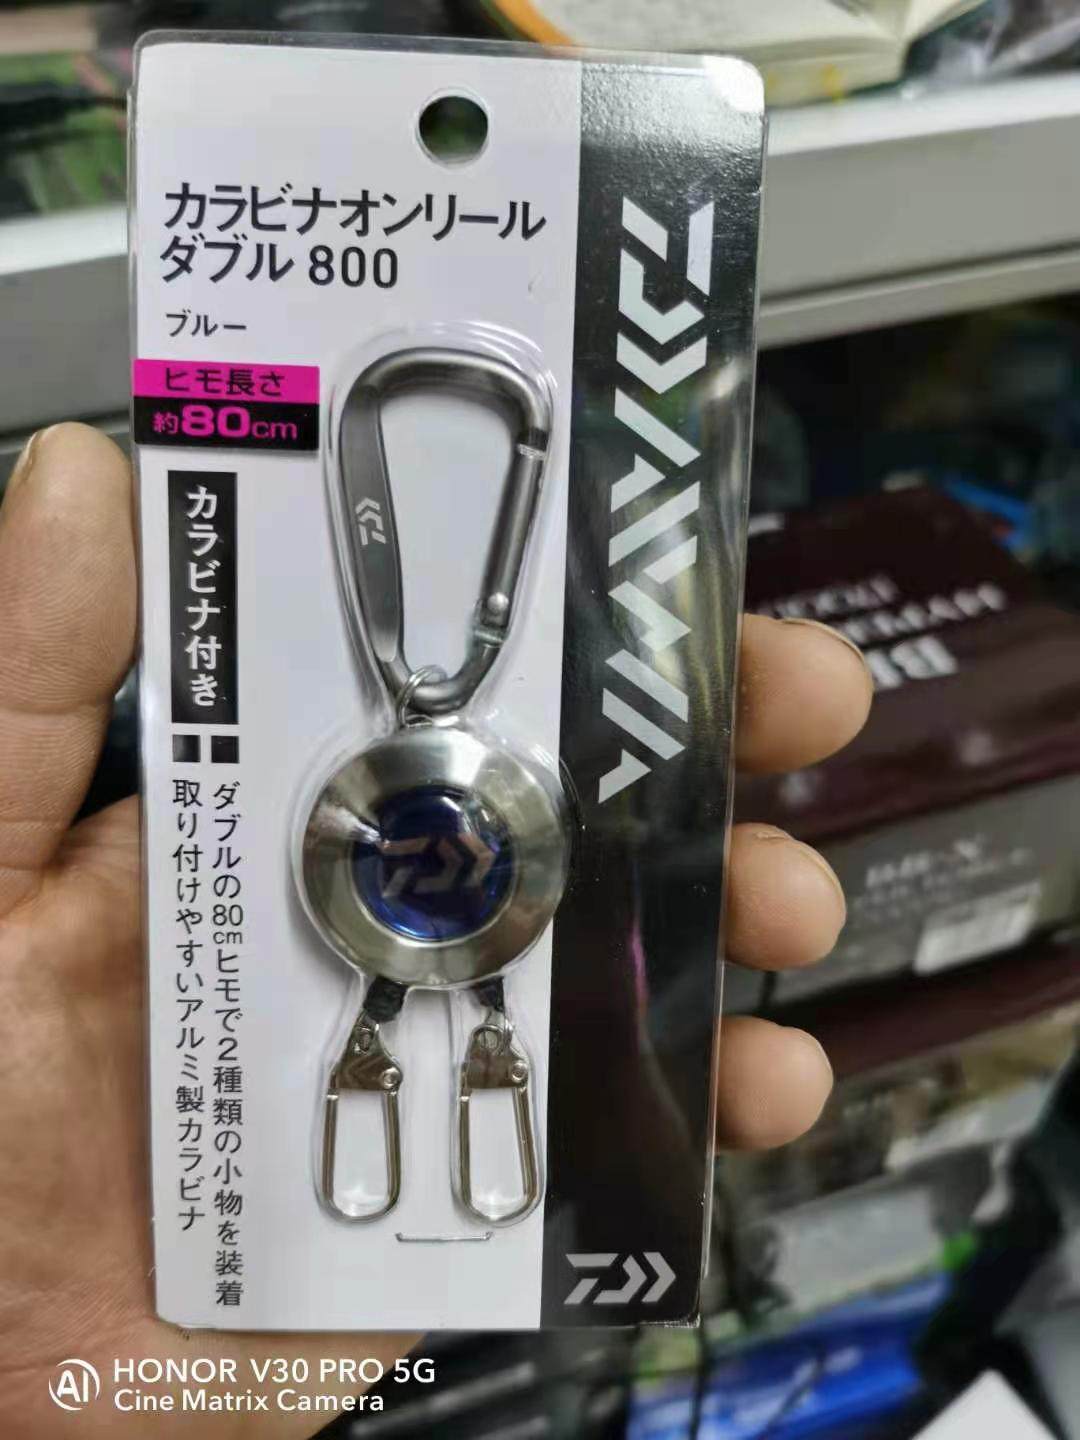 カラビナオンリール
ダブル 800
ブルー
ヒモ長さ
約80cm
カラビナ付き
■ダブルの80cmヒモで2種類の小物を装着
■取り付けやすいアルミ製カラビナ
DAIWA
HONOR V30 PRO 5G
Cine Matrix Camera
AI